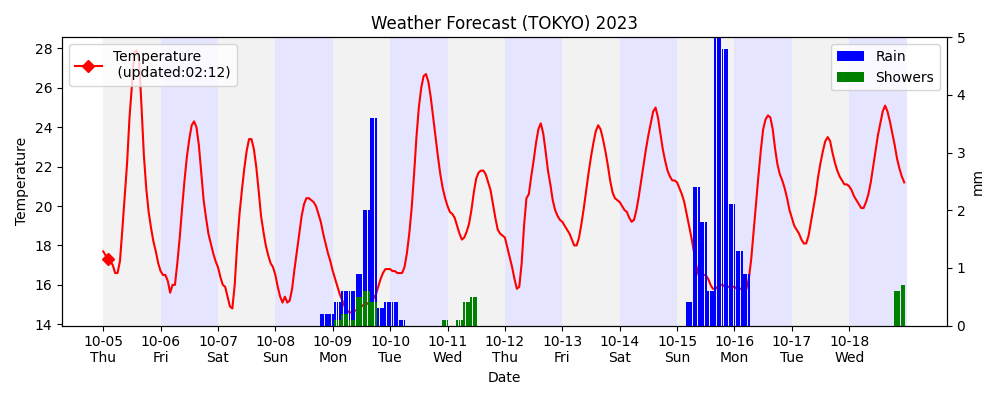 Weather Forecast (TOKYO) 2023
Temperature
(updated:02:12)
Rain
Showers
Temperature
28
26
24
22
20
18
16
14
5
4
3
2
1
0
mm
10-05 10-06 10-07 10-08 10-09 10-10 10-11 10-12 10-13 10-14 10-15 10-16 10-17 10-18
Thu Fri Sat Sun Mon Tue Wed Thu Fri Sat Sun Mon Tue Wed
Date